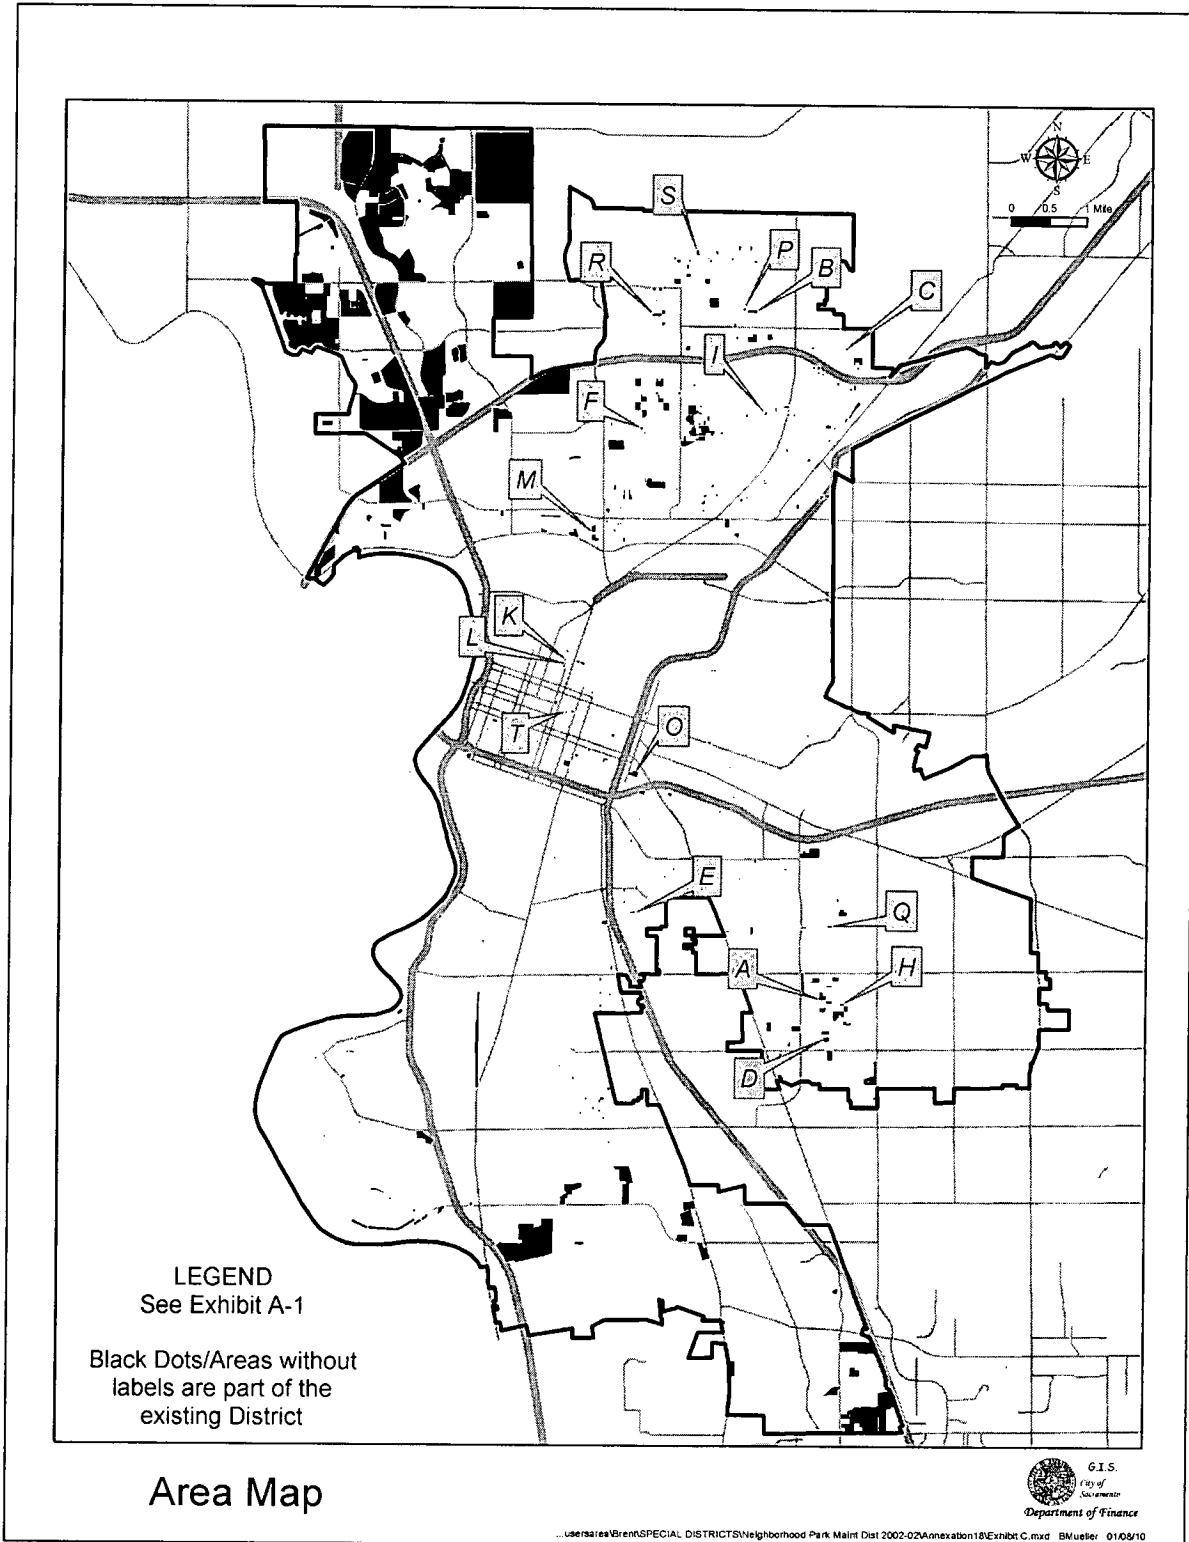 N
W E
S
0 0.5 1 Mile
S
P
R
B
C
I
F
M
K
L
T
O
E
Q
A
H
D
LEGEND
See Exhibit A-1
Black Dots/Areas without
labels are part of the
existing District
Area Map
G.I.S.
City of
Sacramento
Department of Finance
...usersarea\Brent\SPECIAL DISTRICTS\Neighborhood Park Maint Dist 2002-02\Annexation18\Exhibit C.mxd BMueller 01/08/10